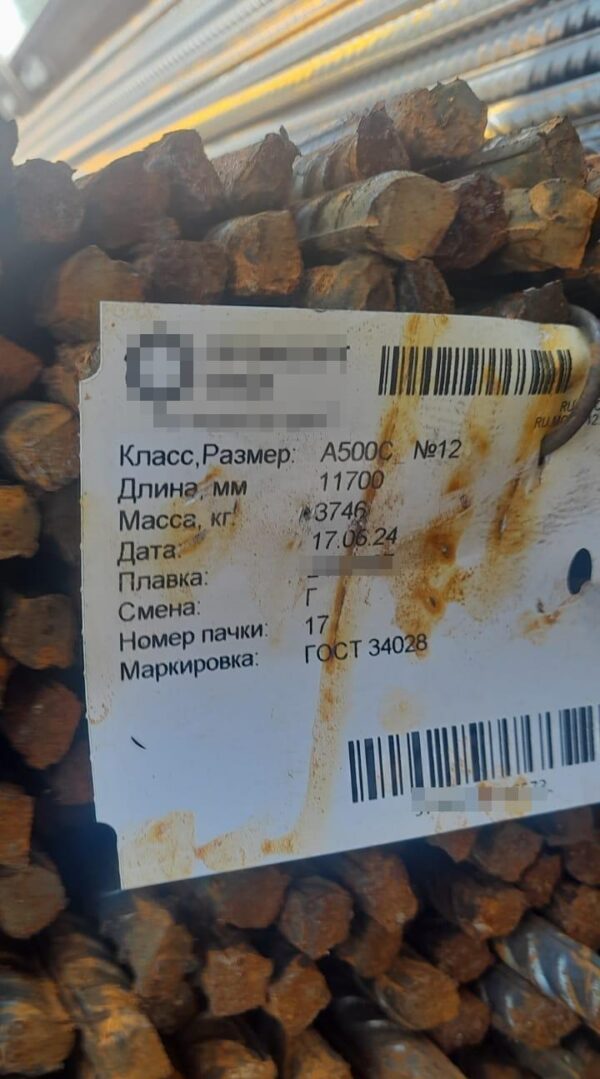 Класс,Размер: А500С №12
Длина, мм 11700
Масса, кг 3746
Дата: 17.06.24
Плавка:
Смена: Г
Номер пачки: 17
Маркировка: ГОСТ 34028